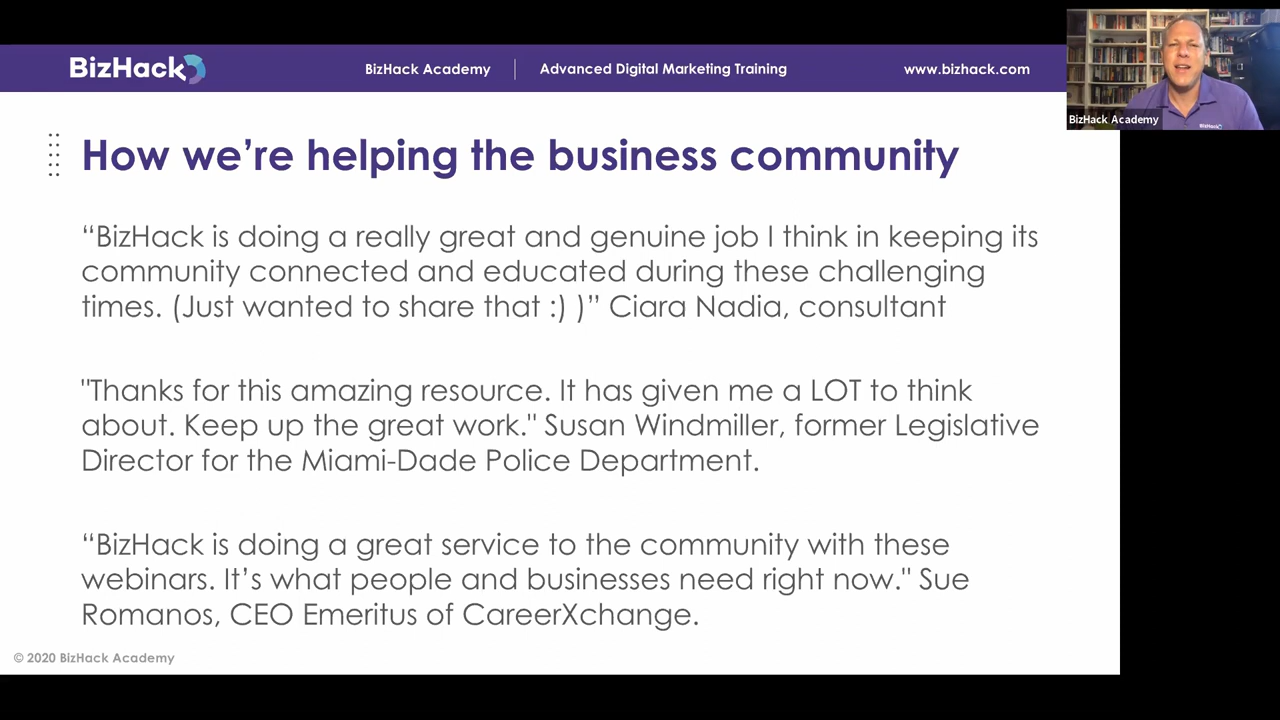 BizHack
BizHack Academy | Advanced Digital Marketing Training
www.bizhack.com
BizHack Academy
BizHack
How we’re helping the business community
“BizHack is doing a really great and genuine job I think in keeping its
community connected and educated during these challenging
times. (Just wanted to share that :) )” Ciara Nadia, consultant
"Thanks for this amazing resource. It has given me a LOT to think
about. Keep up the great work." Susan Windmiller, former Legislative
Director for the Miami-Dade Police Department.
“BizHack is doing a great service to the community with these
webinars. It’s what people and businesses need right now." Sue
Romanos, CEO Emeritus of CareerXchange.
© 2020 BizHack Academy